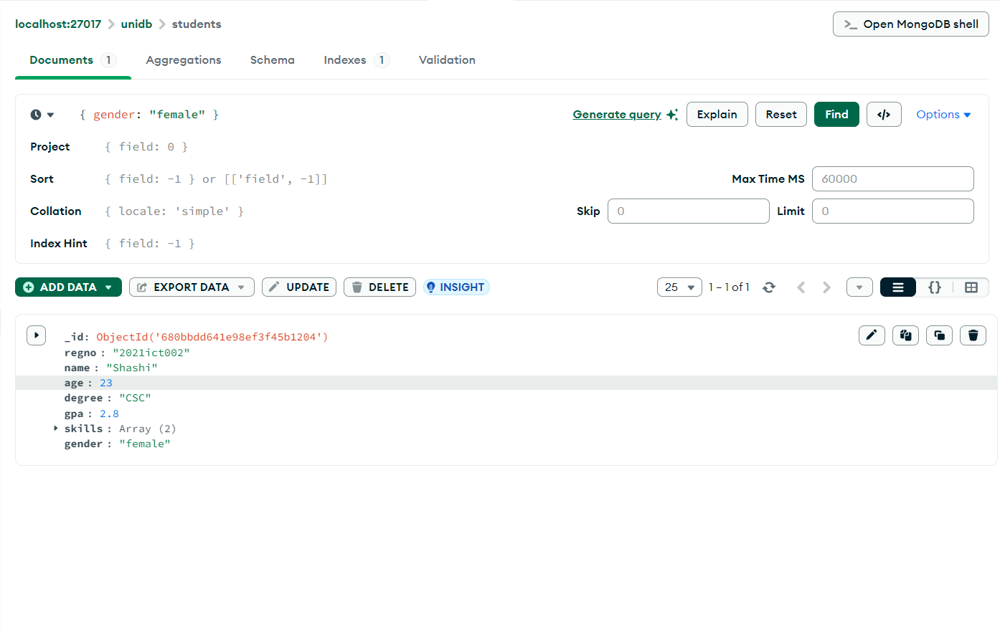 localhost:27017 unidb students
>_ Open MongoDB shell
Documents 1 Aggregations Schema Indexes 1 Validation
{ gender: "female" }
Generate query Explain Reset Find </> Options
Project { field: 0 }
Sort { field: -1 } or [['field', -1]]
Max Time MS 60000
Collation { locale: 'simple' }
Skip 0 Limit 0
Index Hint { field: -1 }
ADD DATA EXPORT DATA UPDATE DELETE INSIGHT
25 1 – 1 of 1 {}
_id: ObjectId('680bbdd641e98ef3f45b1204')
regno : "2021ict002"
name : "Shashi"
age : 23
degree : "CSC"
gpa : 2.8
skills : Array (2)
gender : "female"